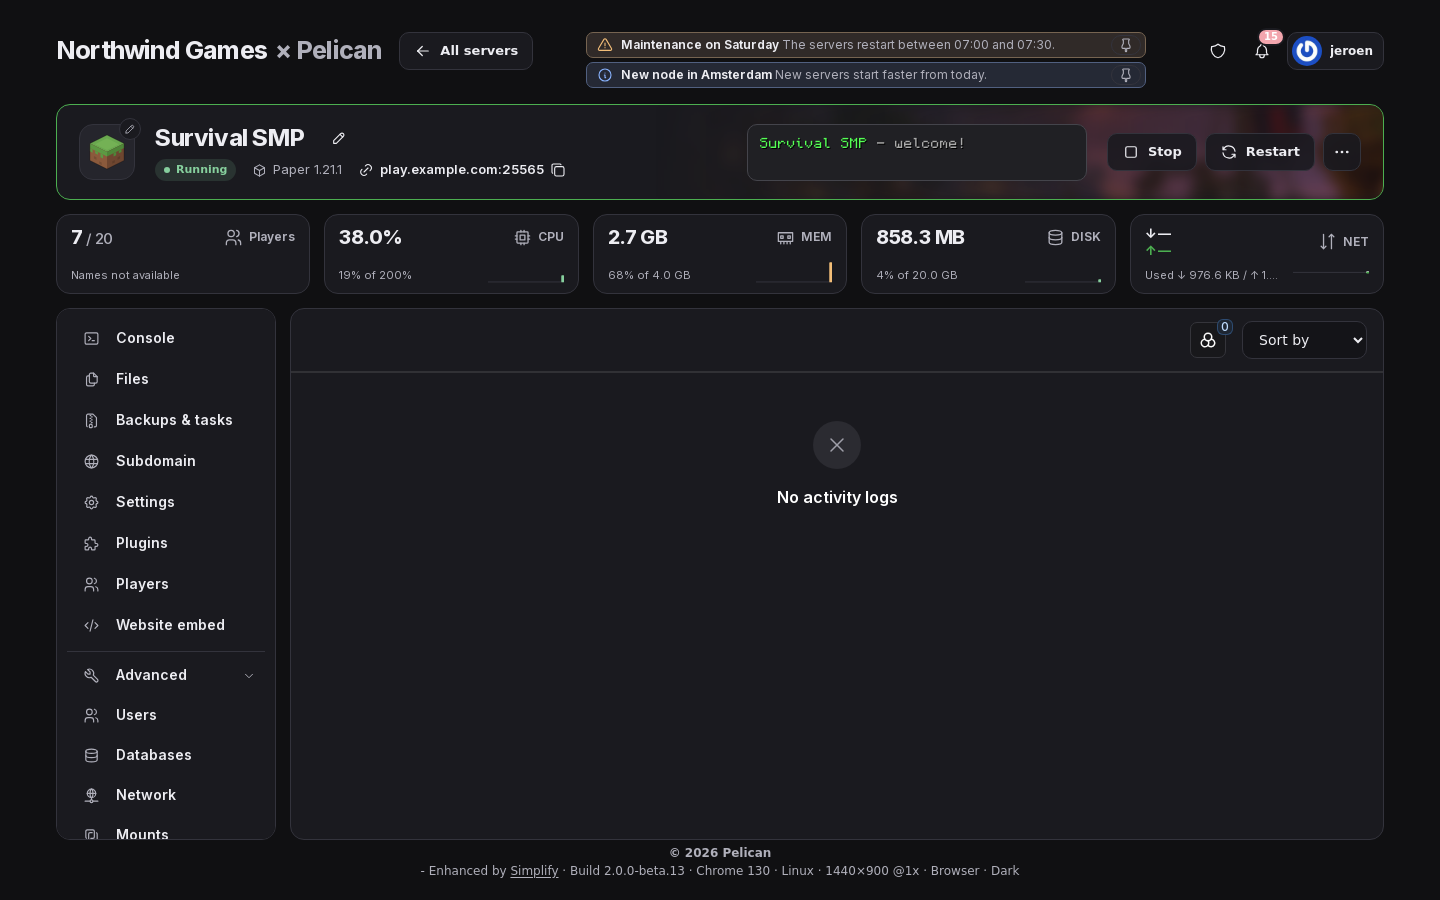 Northwind Games × Pelican
All servers
Maintenance on Saturday The servers restart between 07:00 and 07:30.
New node in Amsterdam New servers start faster from today.
15
jeroen
Survival SMP
Running
Paper 1.21.1
play.example.com:25565
Survival SMP - welcome!
Stop
Restart
7 / 20
Players
Names not available
38.0%
CPU
19% of 200%
2.7 GB
MEM
68% of 4.0 GB
858.3 MB
DISK
4% of 20.0 GB
↓—
↑—
NET
Used ↓ 976.6 KB / ↑ 1....
Console
Files
Backups & tasks
Subdomain
Settings
Plugins
Players
Website embed
Advanced
Users
Databases
Network
Mounts
0
Sort by
No activity logs
© 2026 Pelican
- Enhanced by Simplify · Build 2.0.0-beta.13 · Chrome 130 · Linux · 1440×900 @1x · Browser · Dark